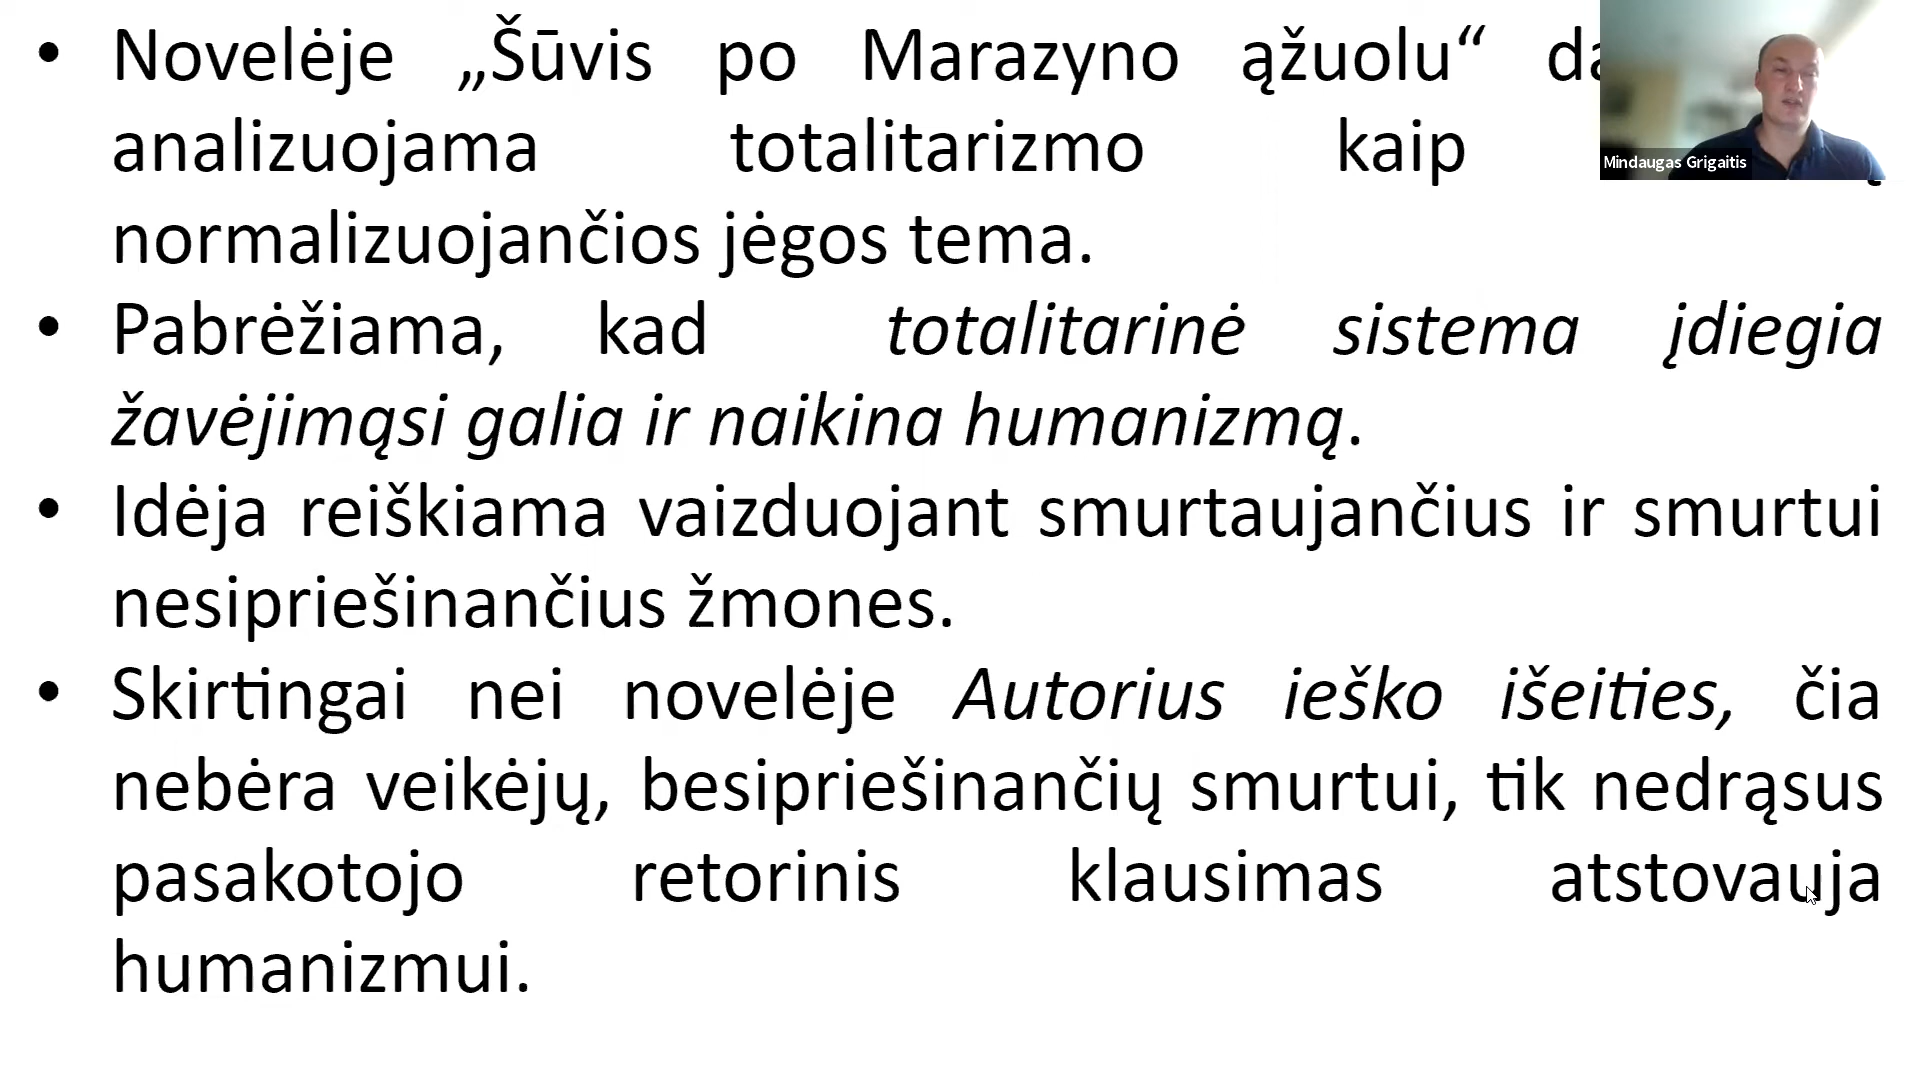 • Novelėje „Šūvis po Marazyno ąžuolu“
analizuojama totalitarizmo kaip
normalizuojančios jėgos tema.
• Pabrėžiama, kad totalitarinė sistema įdiegia
žavėjimąsi galia ir naikina humanizmą.
• Idėja reiškiama vaizduojant smurtaujančius ir smurtui
nesipriešinančius žmones.
• Skirtingai nei novelėje Autorius ieško išeities, čia
nebėra veikėjų, besipriešinančių smurtui, tik nedrąsus
pasakotojo retorinis klausimas atstovauja
humanizmui.
Mindaugas Grigaitis